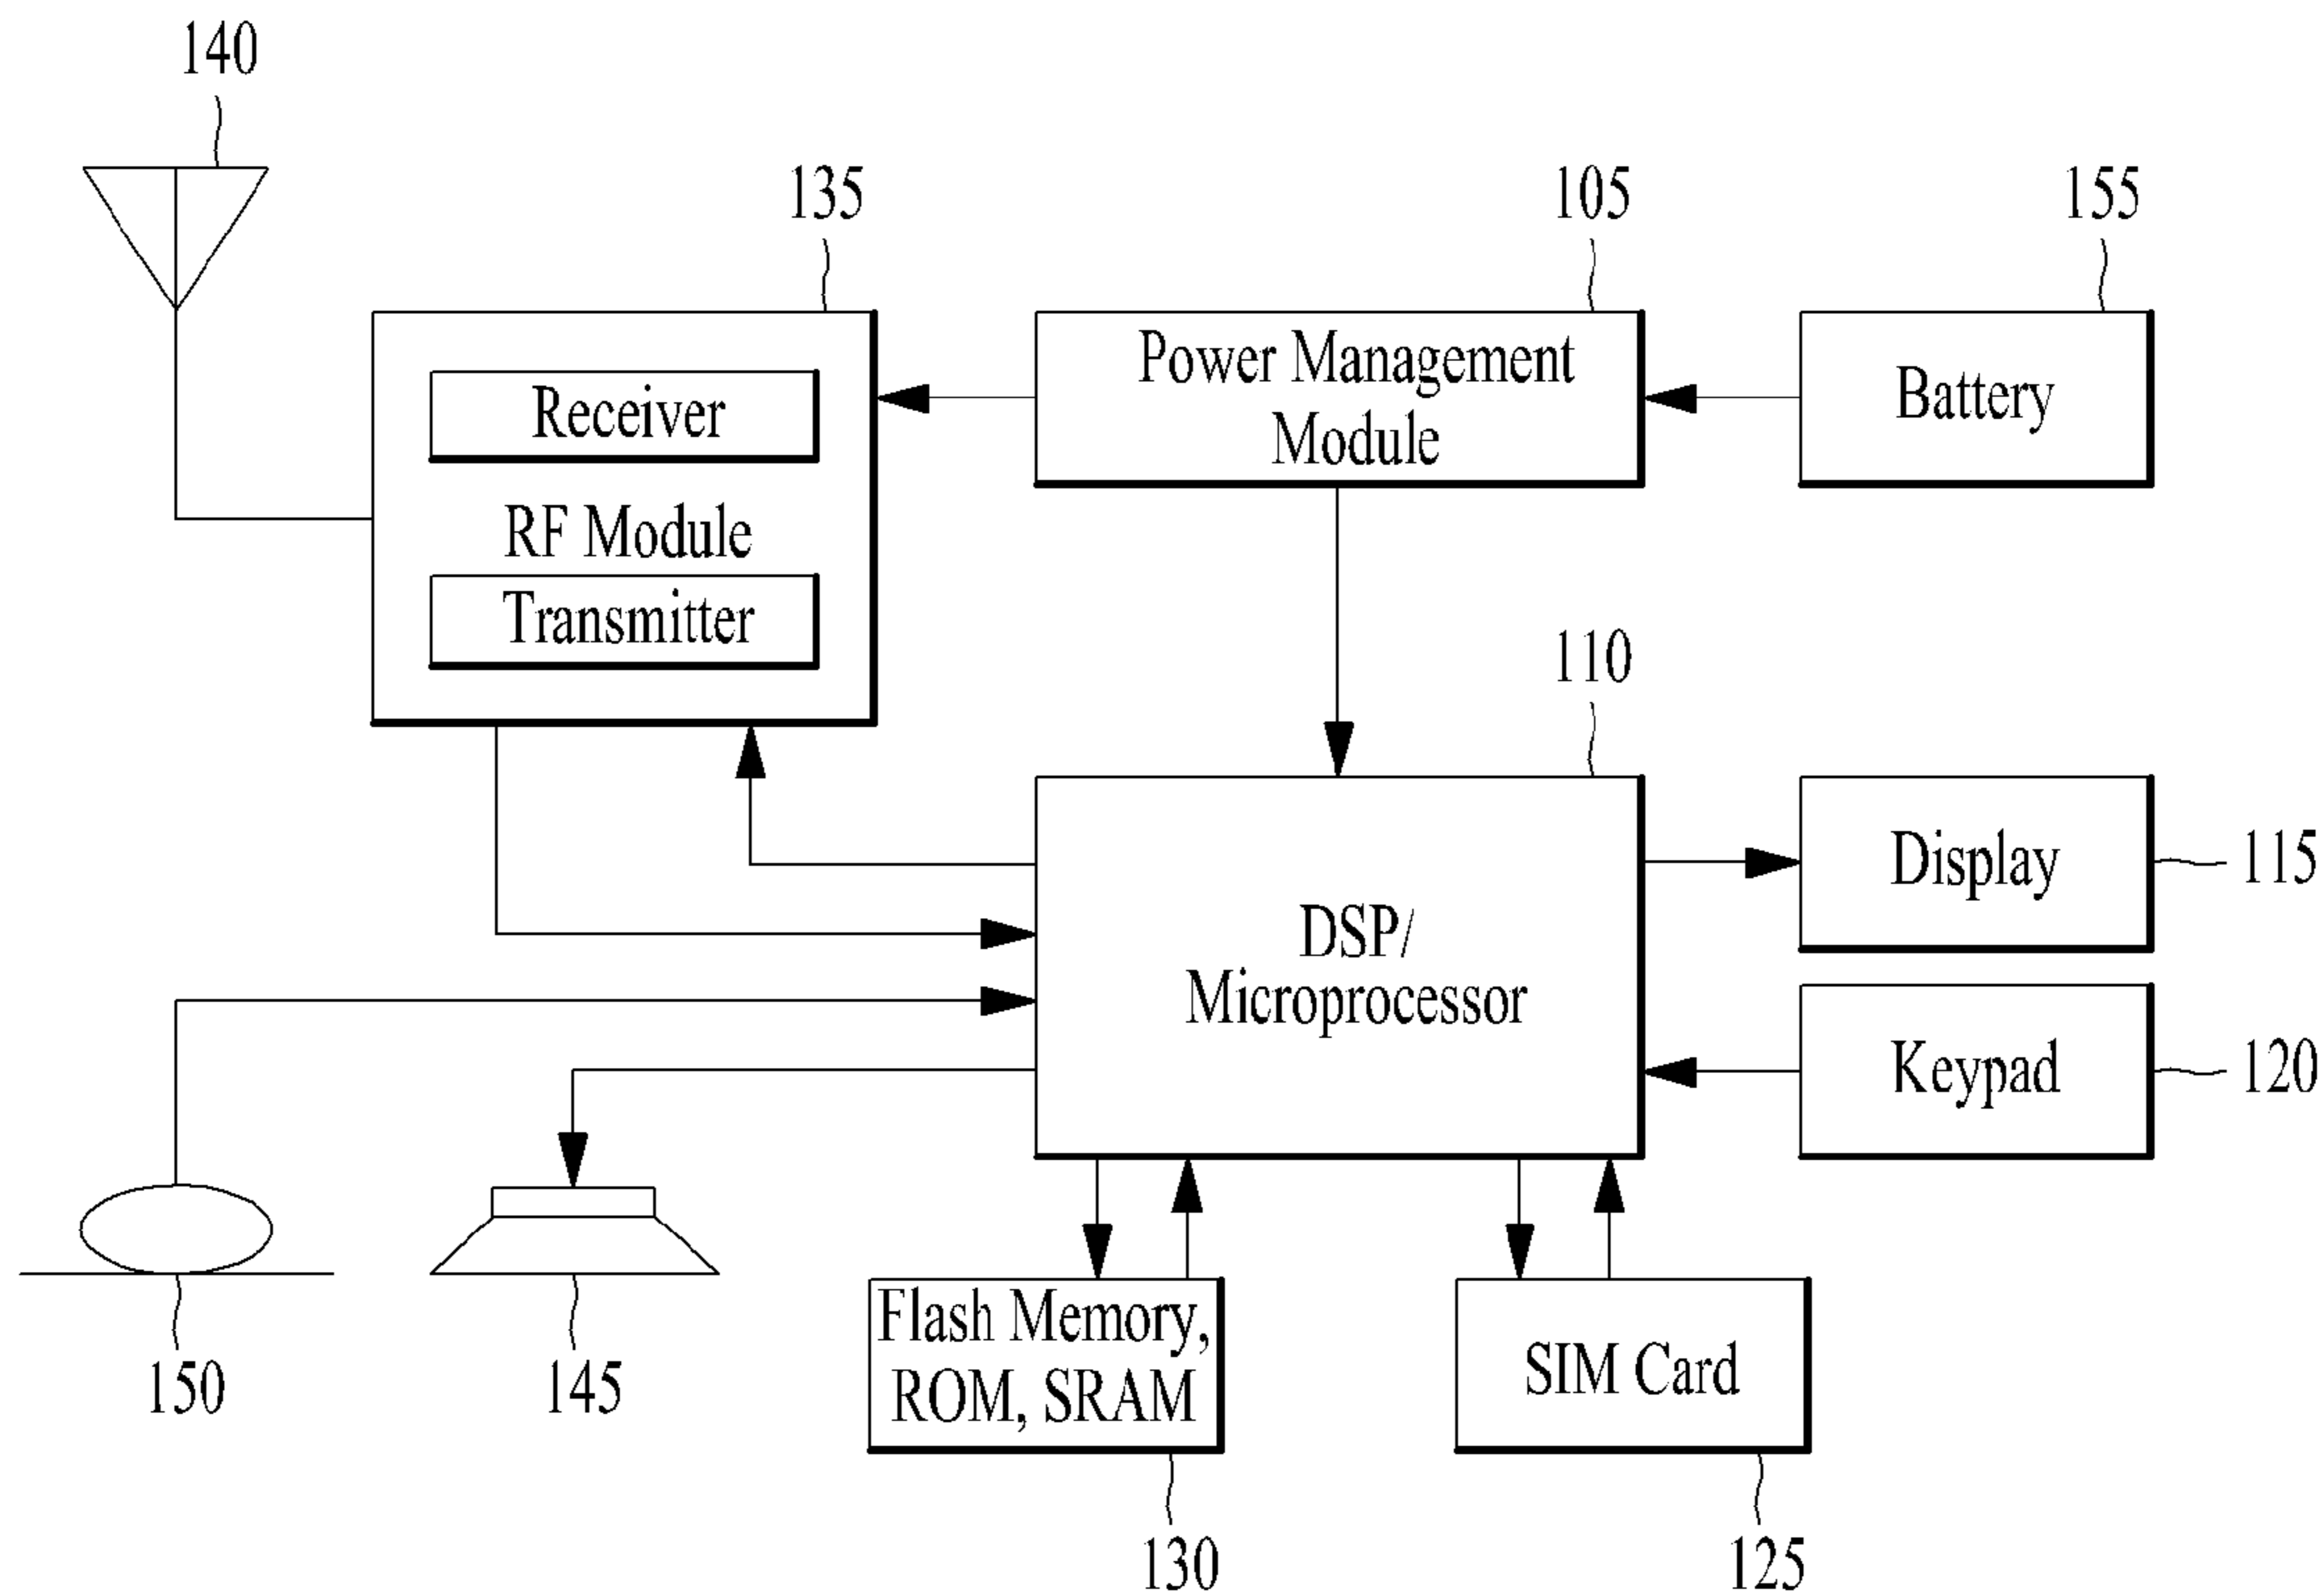 140
135
105
155
Receiver
RF Module
Transmitter
Power Management
Module
Battery
110
DSP/
Microprocessor
Display
115
Keypad
120
150
145
Flash Memory,
ROM, SRAM
SIM Card
130
125